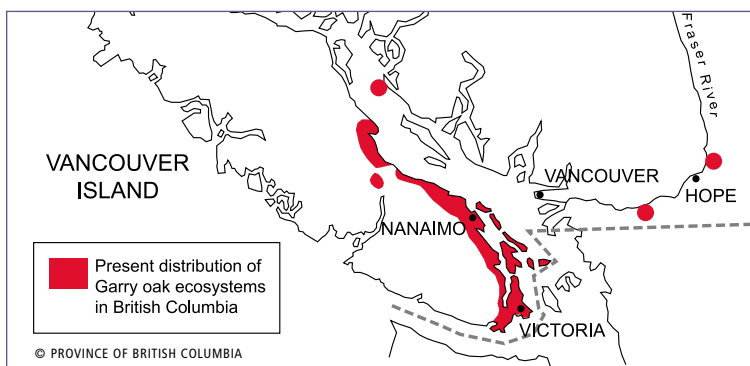 Fraser River
VANCOUVER
ISLAND
VANCOUVER
HOPE
NANAIMO
Present distribution of
Garry oak ecosystems
in British Columbia
VICTORIA
© PROVINCE OF BRITISH COLUMBIA